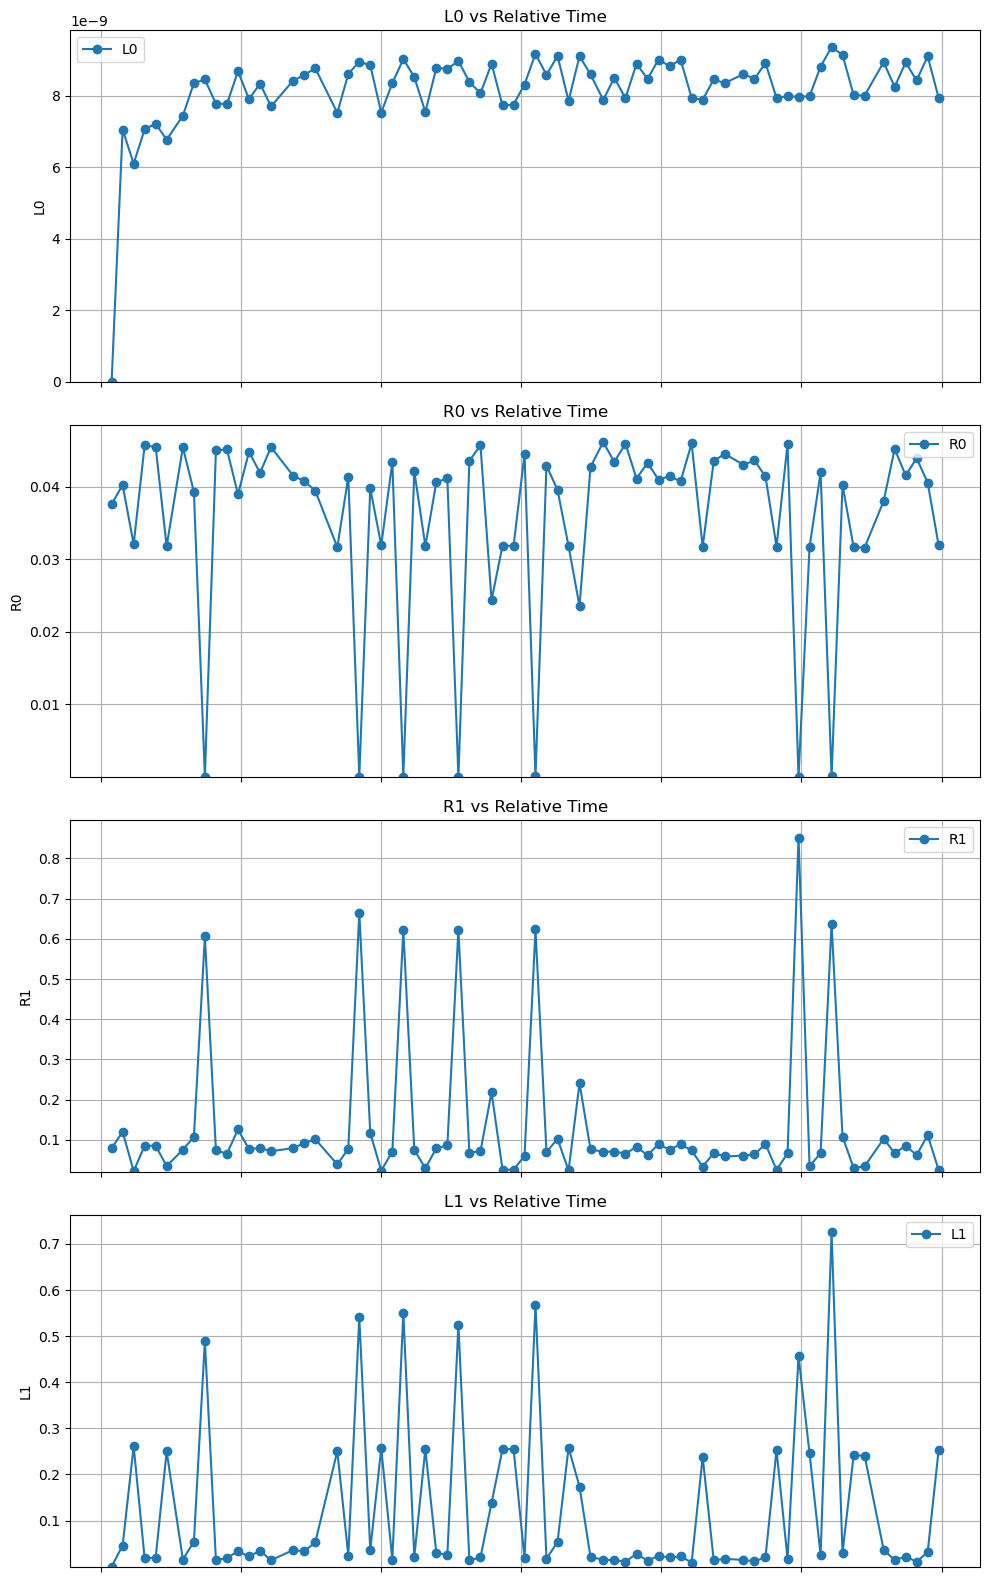 L0 vs Relative Time
1e−9
L0
8
6
4
2
0
L0
R0 vs Relative Time
R0
0.04
0.03
0.02
0.01
R0
R1 vs Relative Time
R1
0.8
0.7
0.6
0.5
0.4
0.3
0.2
0.1
R1
L1 vs Relative Time
L1
0.7
0.6
0.5
0.4
0.3
0.2
0.1
L1